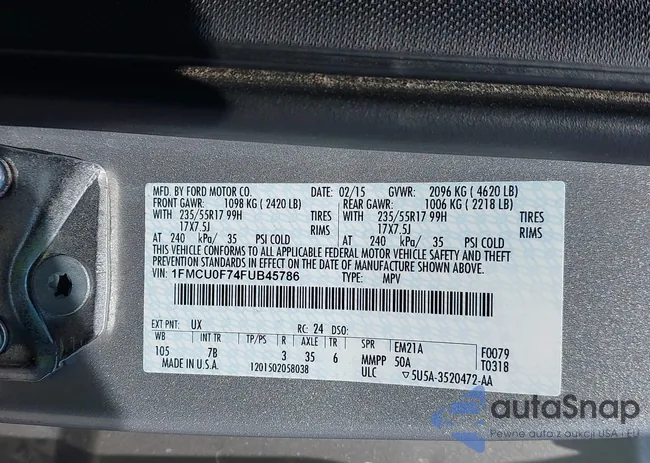 MFD. BY FORD MOTOR CO. DATE: 02/15 GVWR: 2096 KG ( 4620 LB)
FRONT GAWR: 1098 KG ( 2420 LB) REAR GAWR: 1006 KG ( 2218 LB)
WITH 235/55R17 99H TIRES WITH 235/55R17 99H TIRES
17X7.5J RIMS 17X7.5J RIMS
AT 240 kPa/ 35 PSI COLD AT 240 kPa/ 35 PSI COLD
THIS VEHICLE CONFORMS TO ALL APPLICABLE FEDERAL MOTOR VEHICLE SAFETY AND THEFT
PREVENTION STANDARDS IN EFFECT ON THE DATE OF MANUFACTURE SHOWN ABOVE.
VIN: 1FMCU0F74FUB45786 TYPE: MPV
EXT PNT: UX RC: 24 DSO:
WB INT TR TP/PS R AXLE TR SPR EM21A F0079
105 7B 3 35 6 MMPP 50A T0318
MADE IN U.S.A. 1201502058038 ULC ▽5U5A-3520472-AA
autaSnap
Pewne auto z aukcji USA i EU